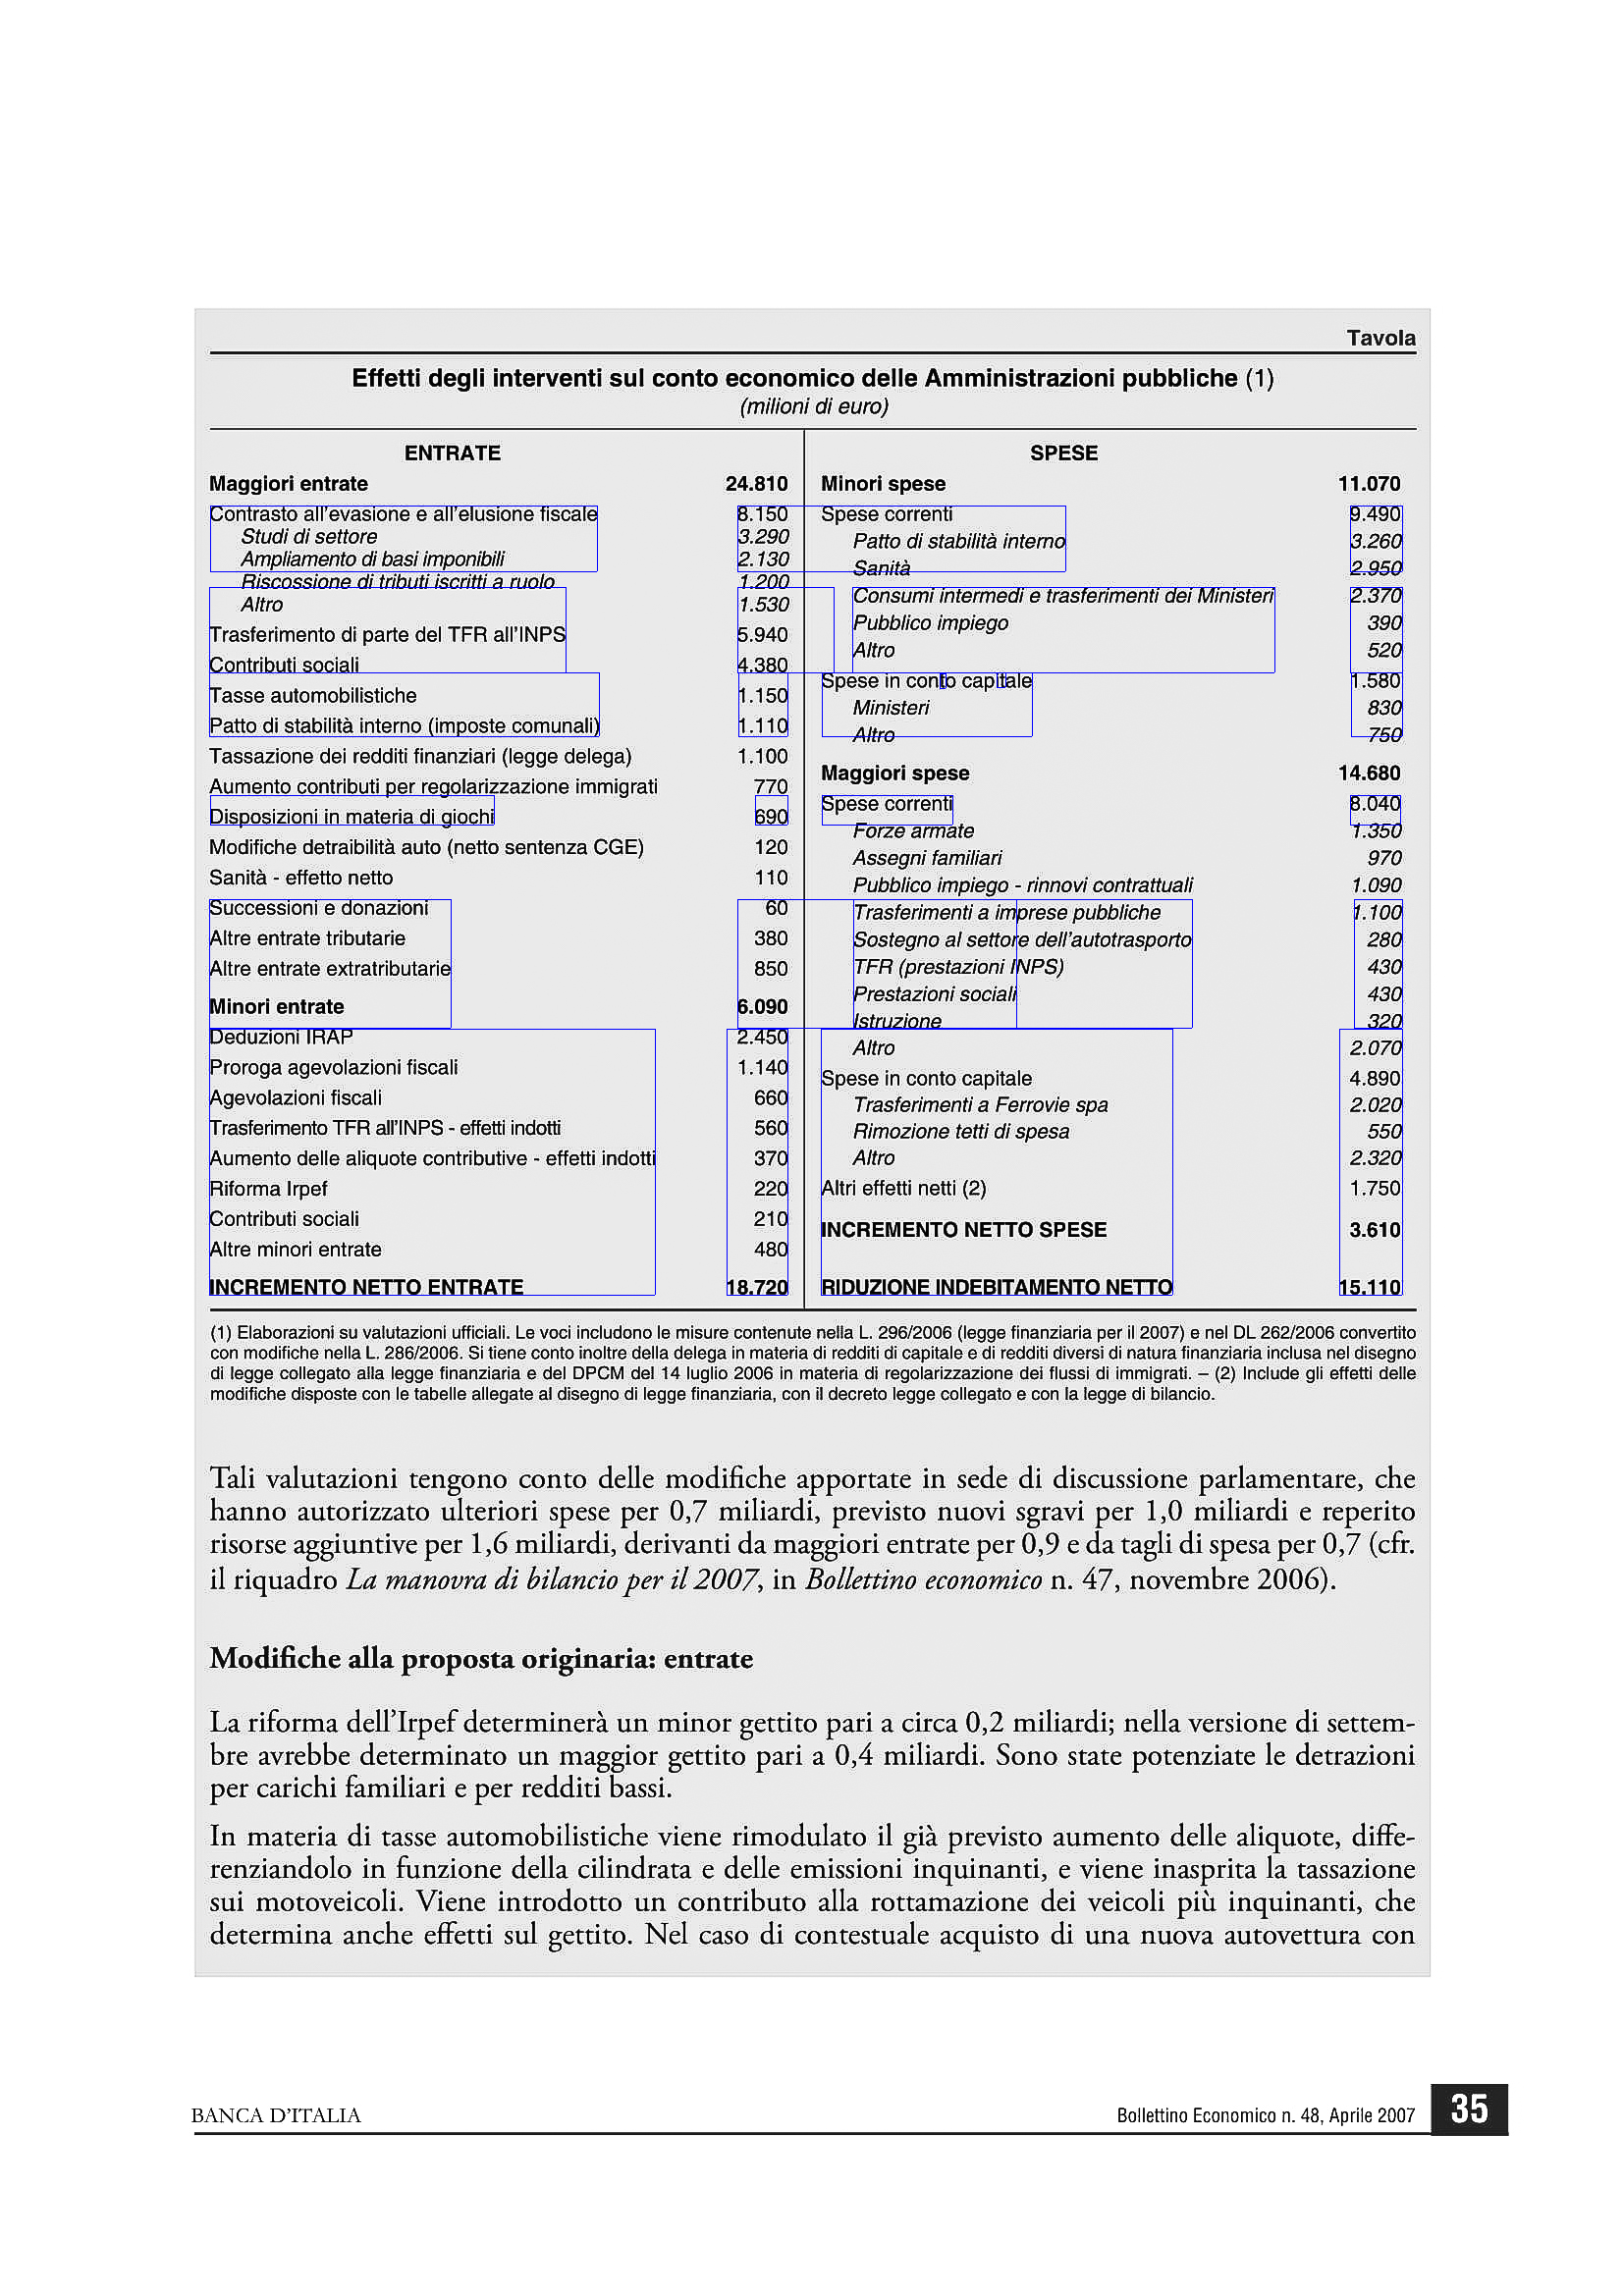 Tavola
Effetti degli interventi sul conto economico delle Amministrazioni pubbliche (1)
(milioni di euro)
ENTRATE
Maggiori entrate 24.810
Contrasto all'evasione e all'elusione fiscale 8.150
Studi di settore 3.290
Ampliamento di basi imponibili 2.130
Riscossione di tributi iscritti a ruolo 1.200
Altro 1.530
Trasferimento di parte del TFR all'INPS 5.940
Contributi sociali 4.380
Tasse automobilistiche 1.150
Patto di stabilità interno (imposte comunali) 1.110
Tassazione dei redditi finanziari (legge delega) 1.100
Aumento contributi per regolarizzazione immigrati 770
Disposizioni in materia di giochi 690
Modifiche detraibilità auto (netto sentenza CGE) 120
Sanità - effetto netto 110
Successioni e donazioni 60
Altre entrate tributarie 380
Altre entrate extratributarie 850
Minori entrate 6.090
Deduzioni IRAP 2.450
Proroga agevolazioni fiscali 1.140
Agevolazioni fiscali 660
Trasferimento TFR all'INPS - effetti indotti 560
Aumento delle aliquote contributive - effetti indotti 370
Riforma Irpef 220
Contributi sociali 210
Altre minori entrate 480
INCREMENTO NETTO ENTRATE 18.720
SPESE
Minori spese 11.070
Spese correnti 9.490
Patto di stabilità interno 3.260
Sanità 2.950
Consumi intermedi e trasferimenti dei Ministeri 2.370
Pubblico impiego 390
Altro 520
Spese in conto capitale 1.580
Ministeri 830
Altro 750
Maggiori spese 14.680
Spese correnti 8.040
Forze armate 1.350
Assegni familiari 970
Pubblico impiego - rinnovi contrattuali 1.090
Trasferimenti a imprese pubbliche 1.100
Sostegno al settore dell'autotrasporto 280
TFR (prestazioni INPS) 430
Prestazioni sociali 430
Istruzione 320
Altro 2.070
Spese in conto capitale 4.890
Trasferimenti a Ferrovie spa 2.020
Rimozione tetti di spesa 550
Altro 2.320
Altri effetti netti (2) 1.750
INCREMENTO NETTO SPESE 3.610
RIDUZIONE INDEBITAMENTO NETTO 15.110
(1) Elaborazioni su valutazioni ufficiali. Le voci includono le misure contenute nella L. 296/2006 (legge finanziaria per il 2007) e nel DL 262/2006 convertito
con modifiche nella L. 286/2006. Si tiene conto inoltre della delega in materia di redditi di capitale e di redditi diversi di natura finanziaria inclusa nel disegno
di legge collegato alla legge finanziaria e del DPCM del 14 luglio 2006 in materia di regolarizzazione dei flussi di immigrati. – (2) Include gli effetti delle
modifiche disposte con le tabelle allegate al disegno di legge finanziaria, con il decreto legge collegato e con la legge di bilancio.
Tali valutazioni tengono conto delle modifiche apportate in sede di discussione parlamentare, che
hanno autorizzato ulteriori spese per 0,7 miliardi, previsto nuovi sgravi per 1,0 miliardi e reperito
risorse aggiuntive per 1,6 miliardi, derivanti da maggiori entrate per 0,9 e da tagli di spesa per 0,7 (cfr.
il riquadro La manovra di bilancio per il 2007, in Bollettino economico n. 47, novembre 2006).
Modifiche alla proposta originaria: entrate
La riforma dell'Irpef determinerà un minor gettito pari a circa 0,2 miliardi; nella versione di settem-
bre avrebbe determinato un maggior gettito pari a 0,4 miliardi. Sono state potenziate le detrazioni
per carichi familiari e per redditi bassi.
In materia di tasse automobilistiche viene rimodulato il già previsto aumento delle aliquote, diffe-
renziandolo in funzione della cilindrata e delle emissioni inquinanti, e viene inasprita la tassazione
sui motoveicoli. Viene introdotto un contributo alla rottamazione dei veicoli più inquinanti, che
determina anche effetti sul gettito. Nel caso di contestuale acquisto di una nuova autovettura con
BANCA D'ITALIA
Bollettino Economico n. 48, Aprile 2007 35